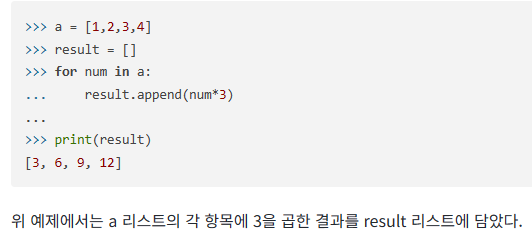 >>> a = [1,2,3,4]
>>> result = []
>>> for num in a:
...     result.append(num*3)
...
>>> print(result)
[3, 6, 9, 12]
위 예제에서는 a 리스트의 각 항목에 3을 곱한 결과를 result 리스트에 담았다.